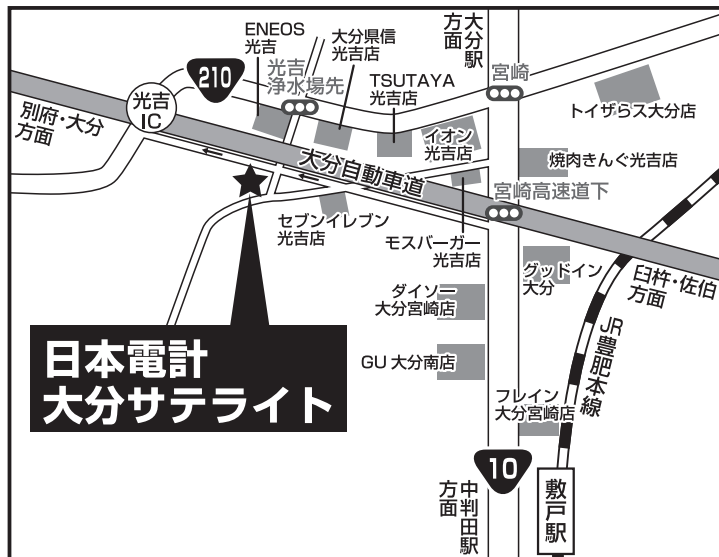 ENEOS
光吉
大分県信
光吉店
大分駅
方面
210
光吉
浄水場先
TSUTAYA
光吉店
宮崎
トイザらス大分店
光吉
IC
別府・大分
方面
イオン
光吉店
焼肉きんぐ光吉店
大分自動車道
宮崎高速道下
セブンイレブン
光吉店
モスバーガー
光吉店
グッドイン
大分
臼杵・佐伯
方面
ダイソー
大分宮崎店
JR豊肥本線
日本電計
大分サテライト
GU 大分南店
フレイン
大分宮崎店
10
中判田駅
方面
敷戸駅